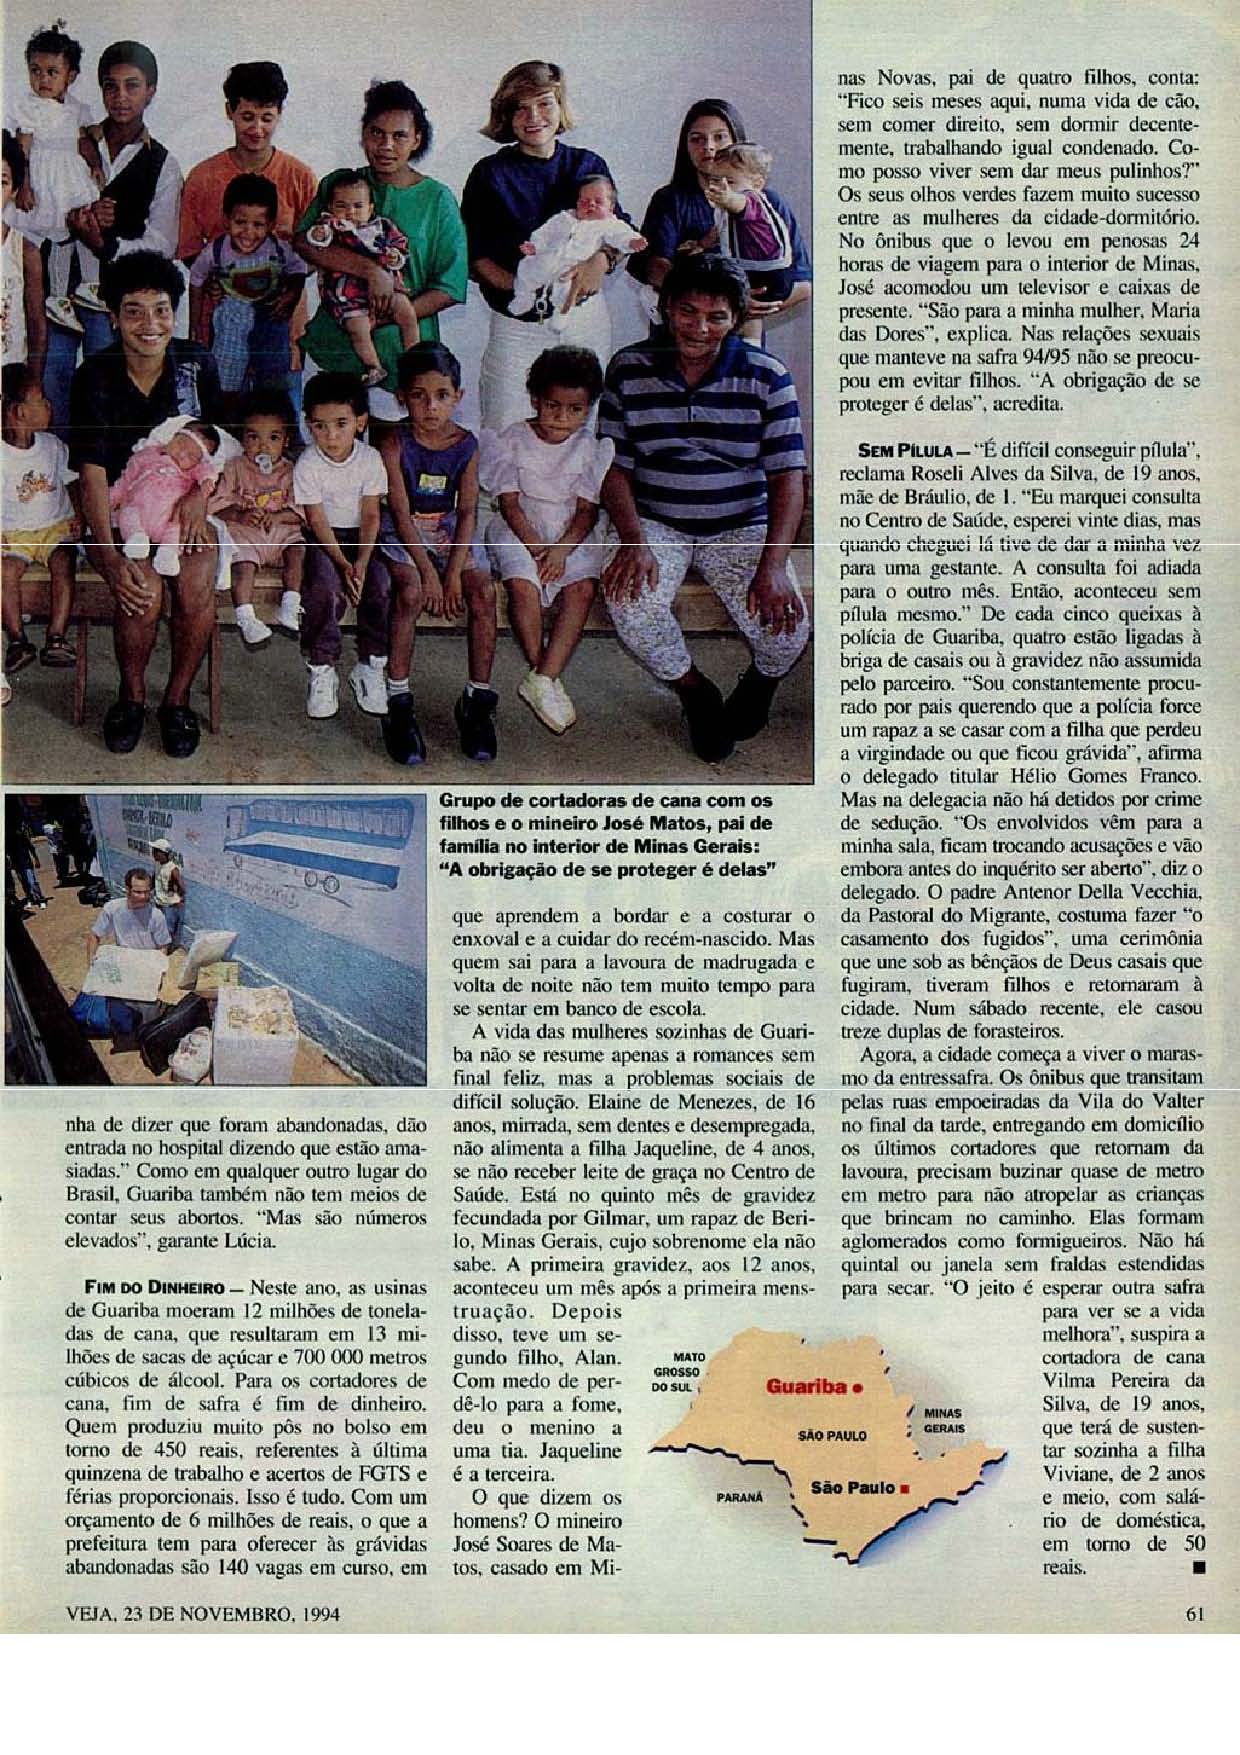 Grupo de cortadoras de cana com os
filhos e o mineiro José Matos, pai de
família no interior de Minas Gerais:
"A obrigação de se proteger é delas"
nha de dizer que foram abandonadas, dão
entrada no hospital dizendo que estão ama-
siadas." Como em qualquer outro lugar do
Brasil, Guariba também não tem meios de
contar seus abortos. "Mas são números
elevados", garante Lúcia.
FIM DO DINHEIRO — Neste ano, as usinas
de Guariba moeram 12 milhões de tonela-
das de cana, que resultaram em 13 mi-
lhões de sacas de açúcar e 700 000 metros
cúbicos de álcool. Para os cortadores de
cana, fim de safra é fim de dinheiro.
Quem produziu muito pôs no bolso em
torno de 450 reais, referentes à última
quinzena de trabalho e acertos de FGTS e
férias proporcionais. Isso é tudo. Com um
orçamento de 6 milhões de reais, o que a
prefeitura tem para oferecer às grávidas
abandonadas são 140 vagas em curso, em
que aprendem a bordar e a costurar o
enxoval e a cuidar do recém-nascido. Mas
quem sai para a lavoura de madrugada e
volta de noite não tem muito tempo para
se sentar em banco de escola.
A vida das mulheres sozinhas de Guari-
ba não se resume apenas a romances sem
final feliz, mas a problemas sociais de
difícil solução. Elaine de Menezes, de 16
anos, mirrada, sem dentes e desempregada,
não alimenta a filha Jaqueline, de 4 anos,
se não receber leite de graça no Centro de
Saúde. Está no quinto mês de gravidez
fecundada por Gilmar, um rapaz de Beri-
lo, Minas Gerais, cujo sobrenome ela não
sabe. A primeira gravidez, aos 12 anos,
aconteceu um mês após a primeira mens-
truação. Depois
disso, teve um se-
gundo filho, Alan.
Com medo de per-
dê-lo para a fome,
deu o menino a
uma tia. Jaqueline
é a terceira.
O que dizem os
homens? O mineiro
José Soares de Ma-
tos, casado em Mi-
nas Novas, pai de quatro filhos, conta:
"Fico seis meses aqui, numa vida de cão,
sem comer direito, sem dormir decente-
mente, trabalhando igual condenado. Co-
mo posso viver sem dar meus pulinhos?"
Os seus olhos verdes fazem muito sucesso
entre as mulheres da cidade-dormitório.
No ônibus que o levou em penosas 24
horas de viagem para o interior de Minas,
José acomodou um televisor e caixas de
presente. "São para a minha mulher, Maria
das Dores", explica. Nas relações sexuais
que manteve na safra 94/95 não se preocu-
pou em evitar filhos. "A obrigação de se
proteger é delas", acredita.
SEM PÍLULA — "É difícil conseguir pílula",
reclama Roseli Alves da Silva, de 19 anos,
mãe de Bráulio, de 1. "Eu marquei consulta
no Centro de Saúde, esperei vinte dias, mas
quando cheguei lá tive de dar a minha vez
para uma gestante. A consulta foi adiada
para o outro mês. Então, aconteceu sem
pílula mesmo." De cada cinco queixas à
polícia de Guariba, quatro estão ligadas à
briga de casais ou à gravidez não assumida
pelo parceiro. "Sou constantemente procu-
rado por pais querendo que a polícia force
um rapaz a se casar com a filha que perdeu
a virgindade ou que ficou grávida", afirma
o delegado titular Hélio Gomes Franco.
Mas na delegacia não há detidos por crime
de sedução. "Os envolvidos vêm para a
minha sala, ficam trocando acusações e vão
embora antes do inquérito ser aberto", diz o
delegado. O padre Antenor Della Vecchia,
da Pastoral do Migrante, costuma fazer "o
casamento dos fugidos", uma cerimônia
que une sob as bênçãos de Deus casais que
fugiram, tiveram filhos e retornaram à
cidade. Num sábado recente, ele casou
treze duplas de forasteiros.
Agora, a cidade começa a viver o maras-
mo da entressafra. Os ônibus que transitam
pelas ruas empoeiradas da Vila do Valter
no final da tarde, entregando em domicílio
os últimos cortadores que retornam da
lavoura, precisam buzinar quase de metro
em metro para não atropelar as crianças
que brincam no caminho. Elas formam
aglomerados como formigueiros. Não há
quintal ou janela sem fraldas estendidas
para secar. "O jeito é esperar outra safra
para ver se a vida
melhora", suspira a
cortadora de cana
Vilma Pereira da
Silva, de 19 anos,
que terá de susten-
tar sozinha a filha
Viviane, de 2 anos
e meio, com salá-
rio de doméstica,
em torno de 50
reais.
MATO
GROSSO
DO SUL
Guariba
MINAS
GERAIS
SÃO PAULO
São Paulo
PARANÁ
VEJA, 23 DE NOVEMBRO, 1994
61